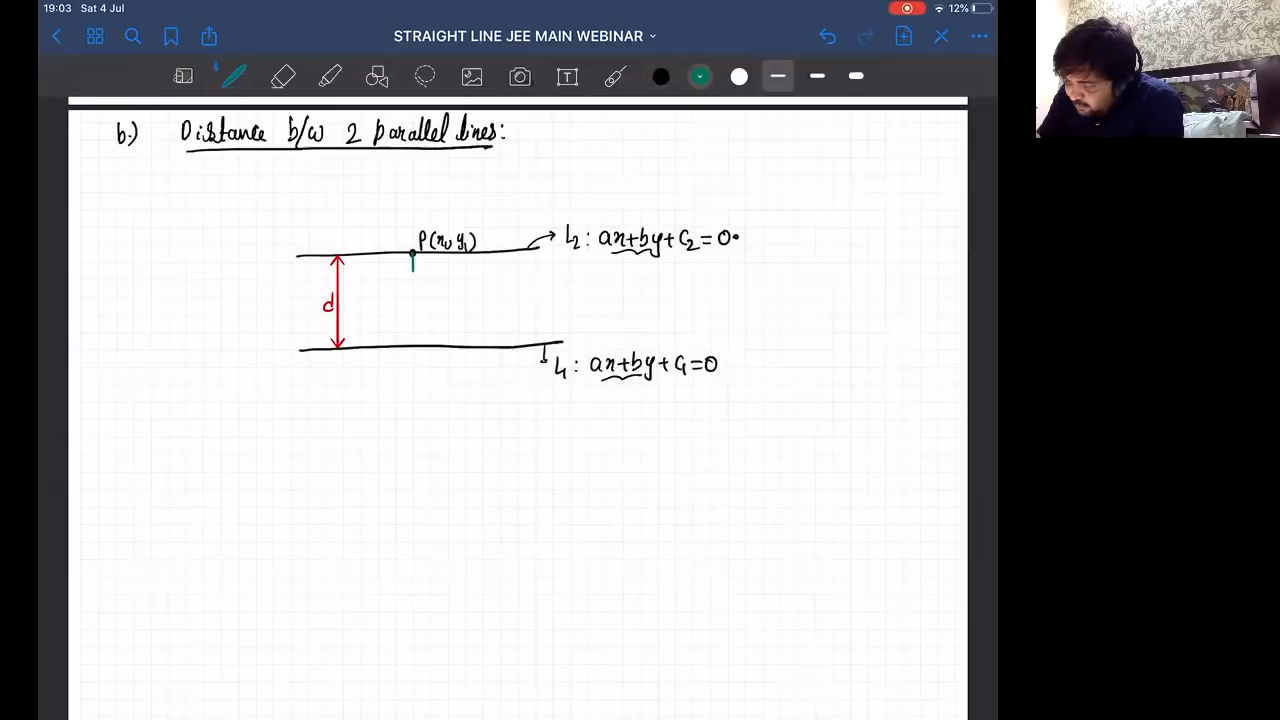 19:03 Sat 4 Jul
12%
STRAIGHT LINE JEE MAIN WEBINAR
T
b.) Distance b/w 2 parallel lines:
P(x₁, y₁)
L₂ : ax+by+C₂=0
d
L₁ : ax+by+C₁=0